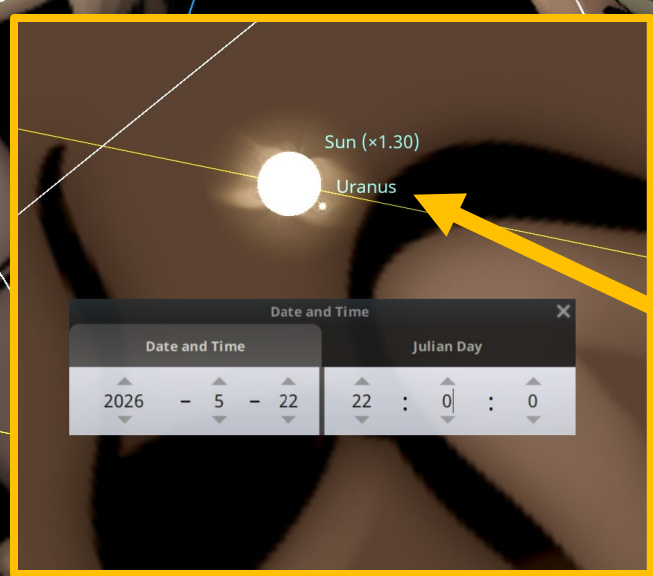 Sun (×1.30)
Uranus
Date and Time
Date and Time Julian Day
2026 - 5 - 22 22 : 0 : 0